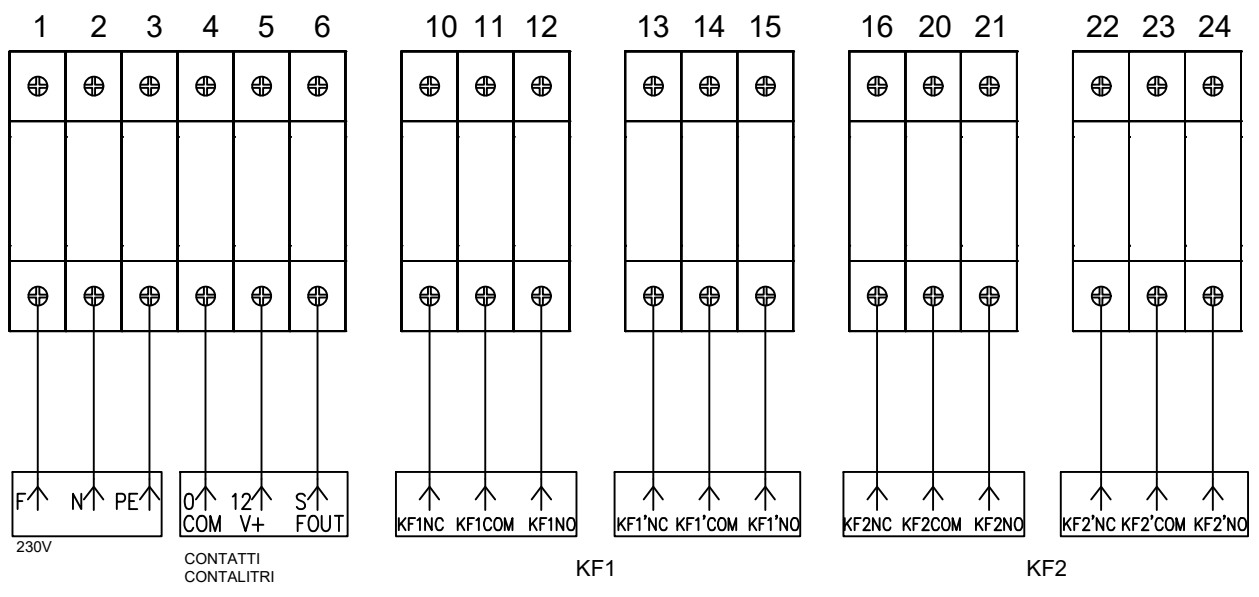 1 2 3 4 5 6 10 11 12 13 14 15 16 20 21 22 23 24
F N PE 0 12 S
COM V+ FOUT KF1NC KF1COM KF1NO KF1'NC KF1'COM KF1'NO KF2NC KF2COM KF2NO KF2'NC KF2'COM KF2'NO
230V
CONTATTI
CONTALITRI
KF1 KF2